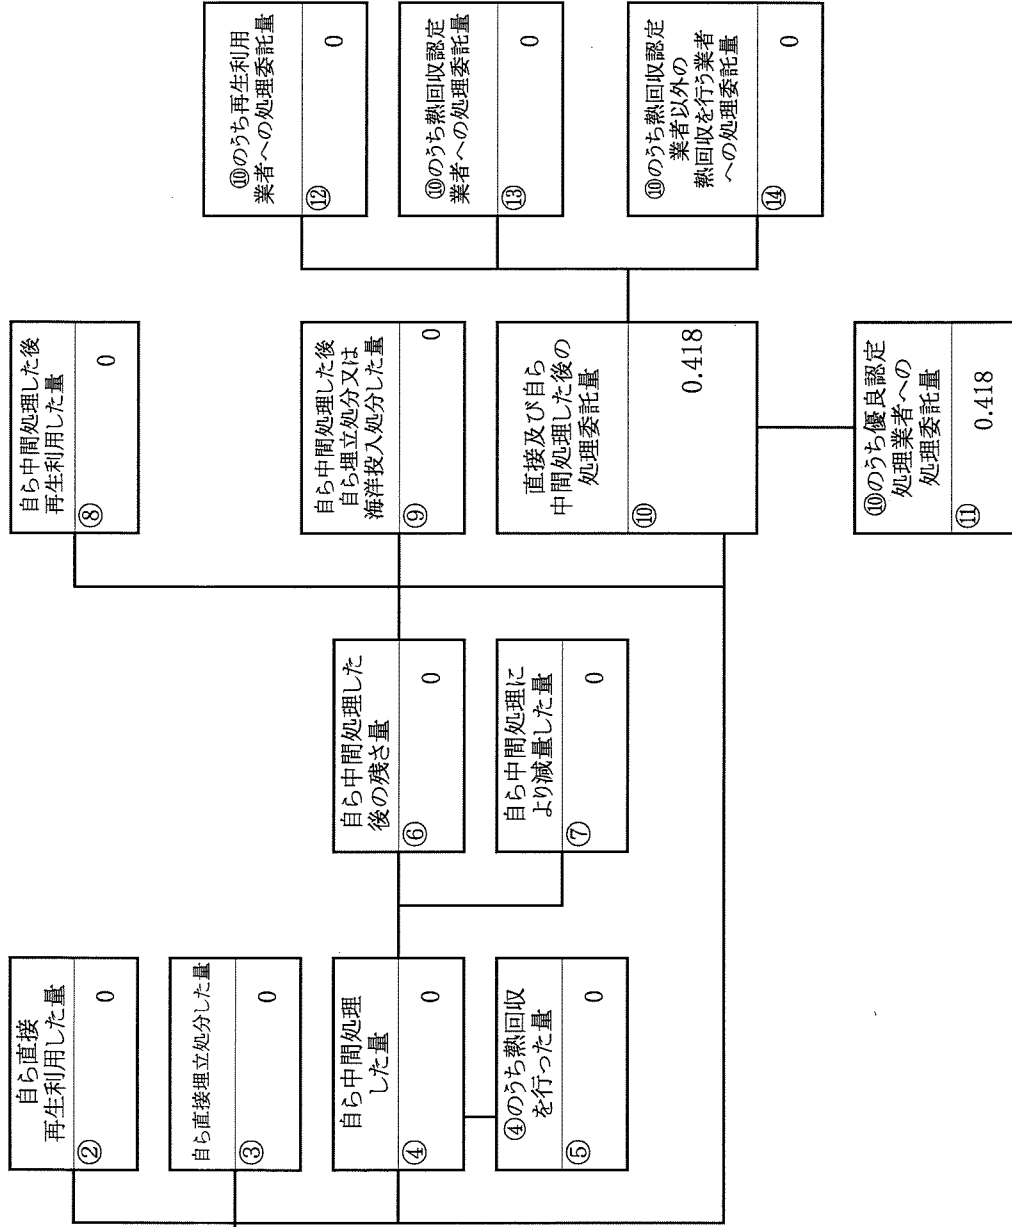 自ら直接
再生利用した量
②
0
自ら直接埋立処分した量
③
0
自ら中間処理
した量
④
0
④のうち熱回収
を行った量
⑤
0
自ら中間処理した
後の残さ量
⑥
0
自ら中間処理に
より減量した量
⑦
0
自ら中間処理した後
再生利用した量
⑧
0
自ら中間処理した後
自ら埋立処分又は
海洋投入処分した量
⑨
0
直接及び自ら
中間処理した後の
処理委託量
⑩
0.418
⑩のうち優良認定
処理業者への
処理委託量
⑪
0.418
⑩のうち再生利用
業者への処理委託量
⑫
0
⑩のうち熱回収認定
業者への処理委託量
⑬
0
⑩のうち熱回収認定
業者以外の
熱回収を行う業者
への処理委託量
⑭
0